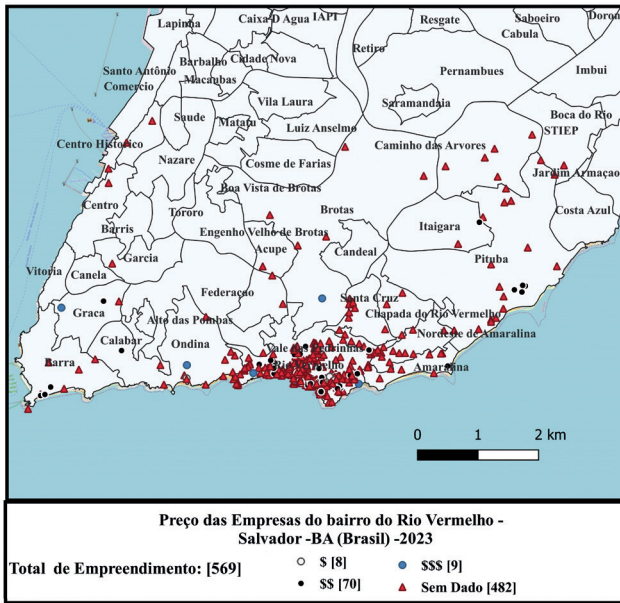 Lapinha
Caixa D Agua
IAPI
Resgate
Saboeiro
Doron
Cabula
Retiro
Barbalho
Cidade Nova
Imbui
Santo Antônio
Macaubas
Pernambues
Comercio
Vila Laura
Saramandaia
Saude
Matatu
Luiz Anselmo
Boca do Rio
STIEP
Centro Historico
Caminho das Arvores
Nazare
Cosme de Farias
Jardim Armaçao
Boa Vista de Brotas
Centro
Tororo
Brotas
Costa Azul
Barris
Engenho Velho de Brotas
Itaigara
Garcia
Acupe
Candeal
Pituba
Vitoria
Canela
Federaçao
Santa Cruz
Graca
Alto das Pombas
Chapada do Rio Vermelho
Calabar
Ondina
Nordeste de Amaralina
Barra
Amaralina
0 1 2 km
Preço das Empresas do bairro do Rio Vermelho -
Salvador -BA (Brasil) -2023
Total de Empreendimento: [569]
$ [8]
$$$ [9]
$$ [70]
Sem Dado [482]